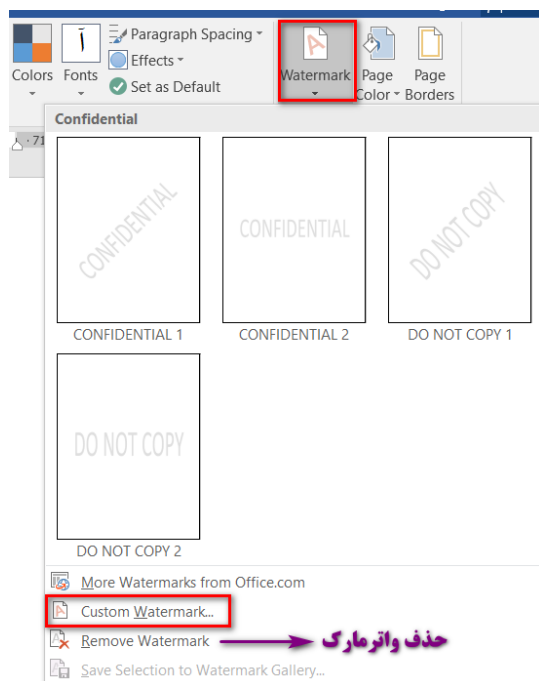 Paragraph Spacing
Effects
Set as Default
Colors Fonts Watermark Page Color Page Borders
Confidential
71
CONFIDENTIAL CONFIDENTIAL DO NOT COPY
CONFIDENTIAL 1 CONFIDENTIAL 2 DO NOT COPY 1
DO NOT COPY
DO NOT COPY 2
More Watermarks from Office.com
Custom Watermark...
Remove Watermark حذف واترمارک
Save Selection to Watermark Gallery...